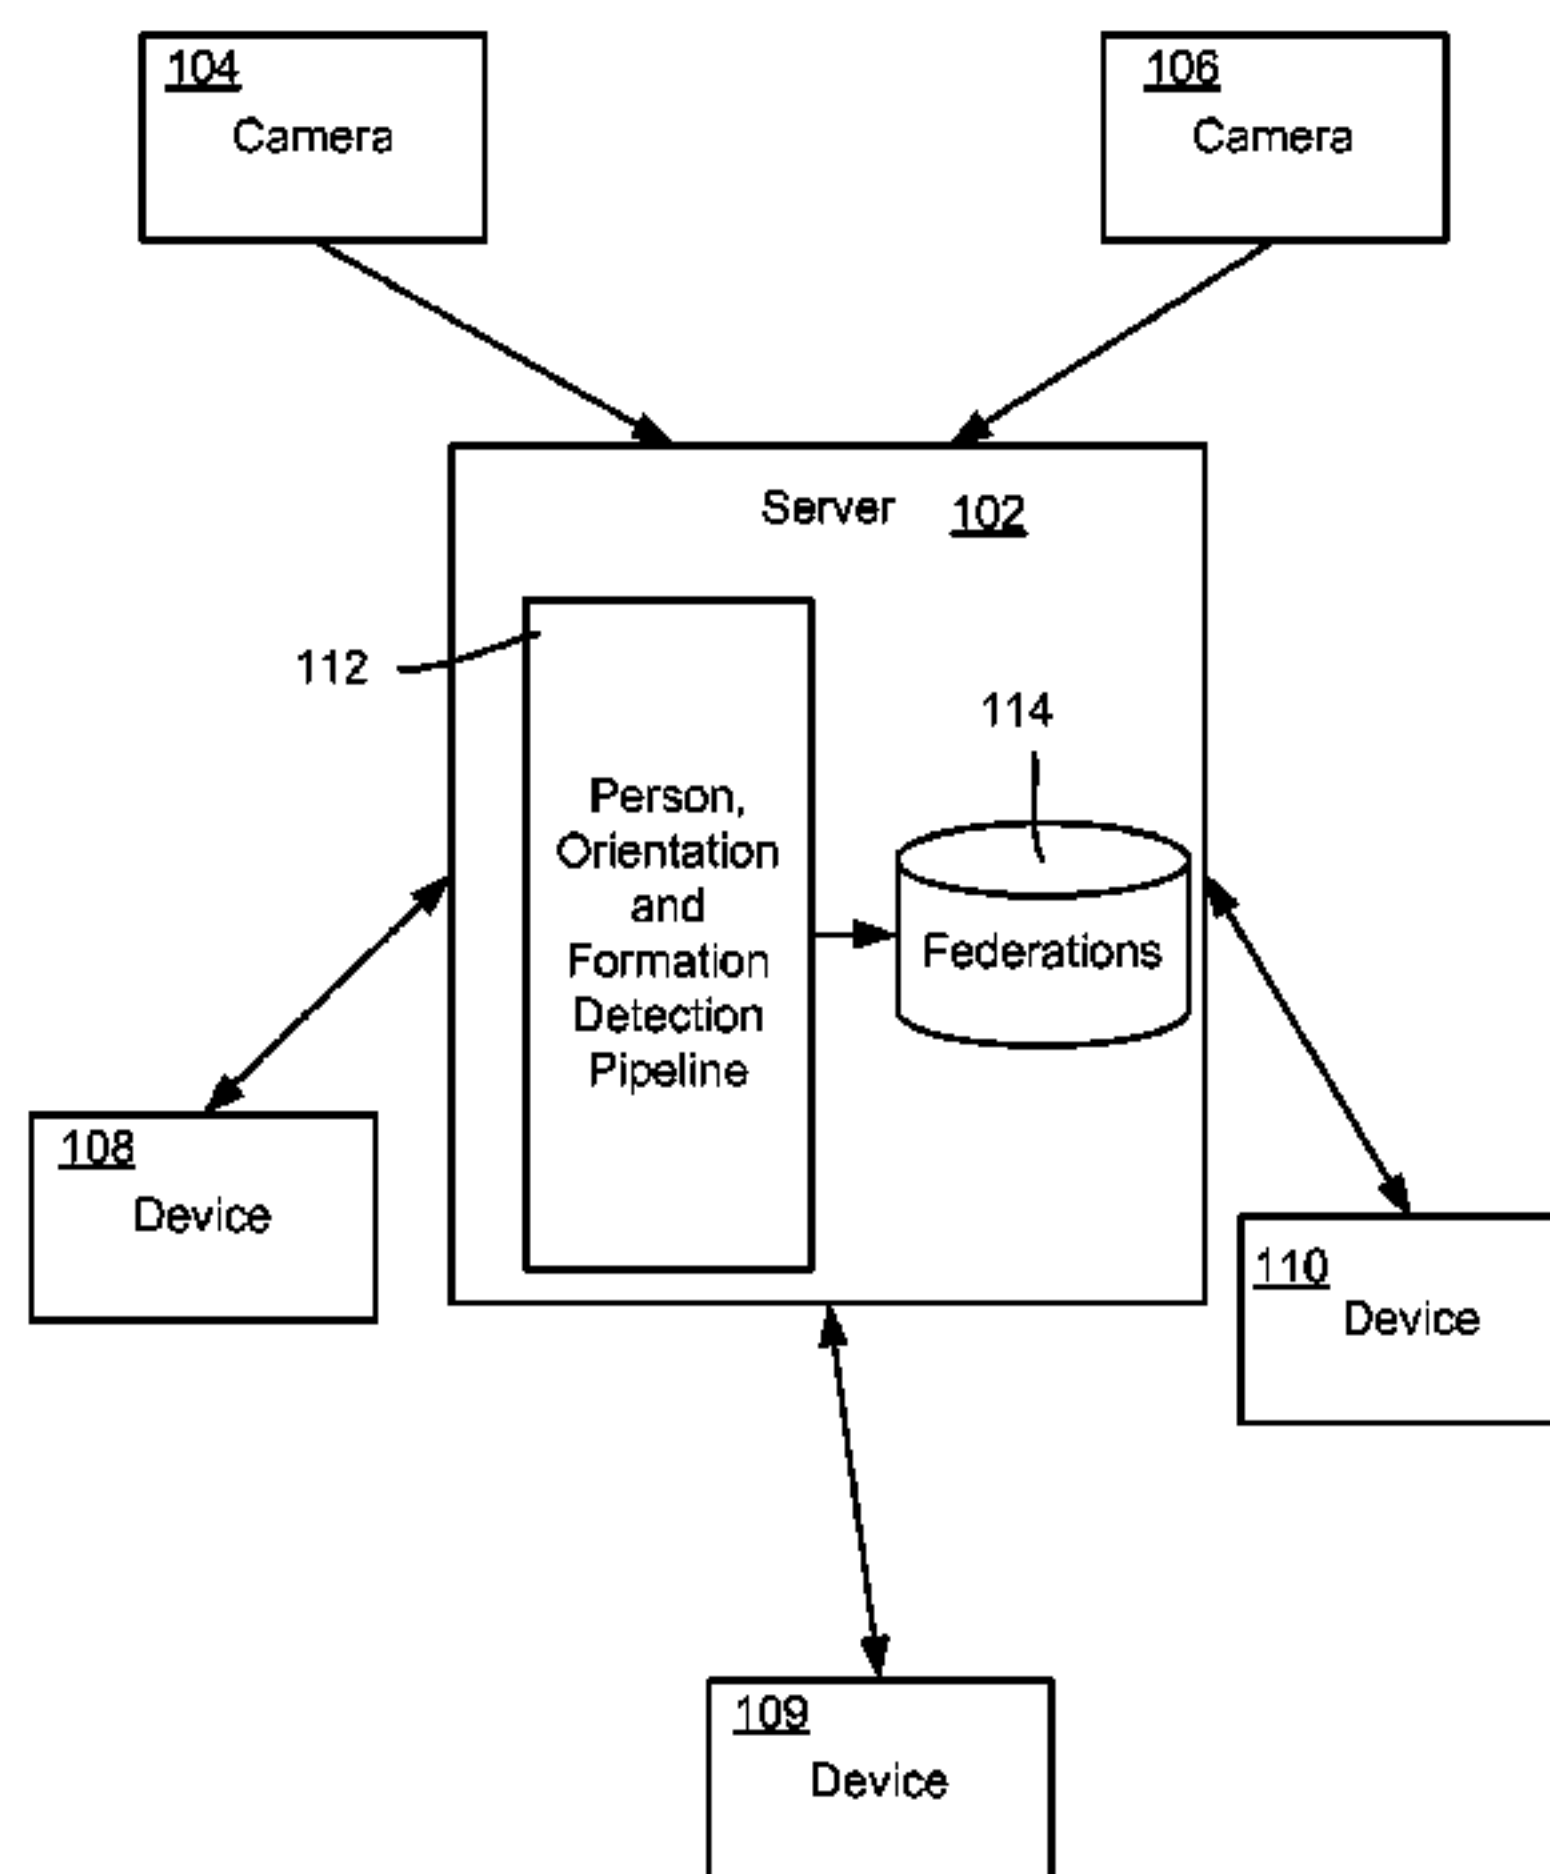 104
Camera
106
Camera
Server 102
112
114
Person,
Orientation
and
Formation
Detection
Pipeline
Federations
108
Device
110
Device
109
Device